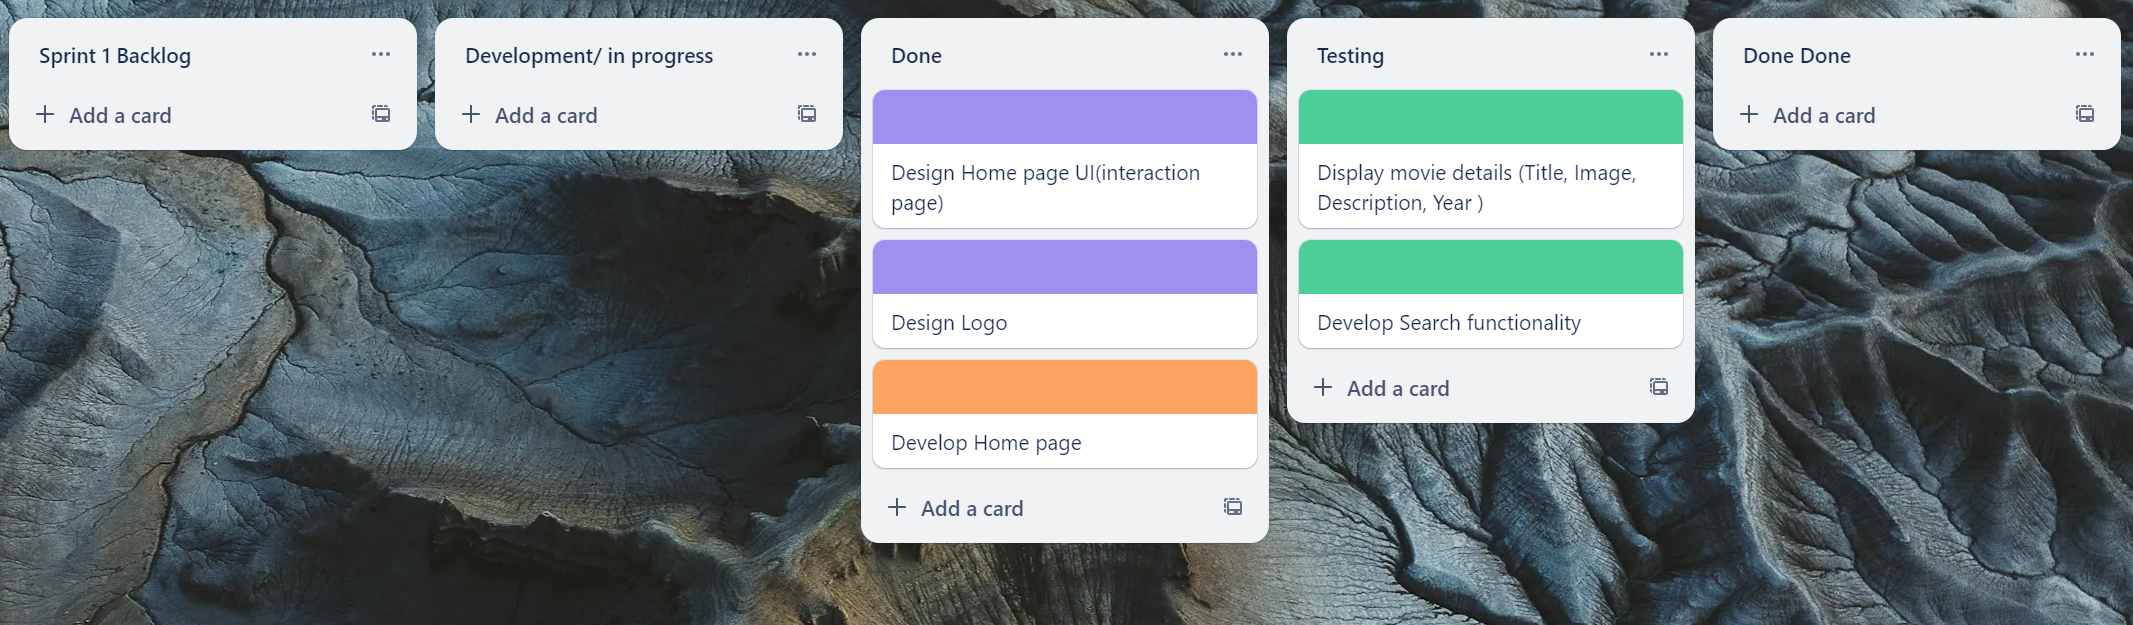 Sprint 1 Backlog
Add a card
Development/ in progress
Add a card
Done
Design Home page UI(interaction
page)
Design Logo
Develop Home page
Add a card
Testing
Display movie details (Title, Image,
Description, Year )
Develop Search functionality
Add a card
Done Done
Add a card